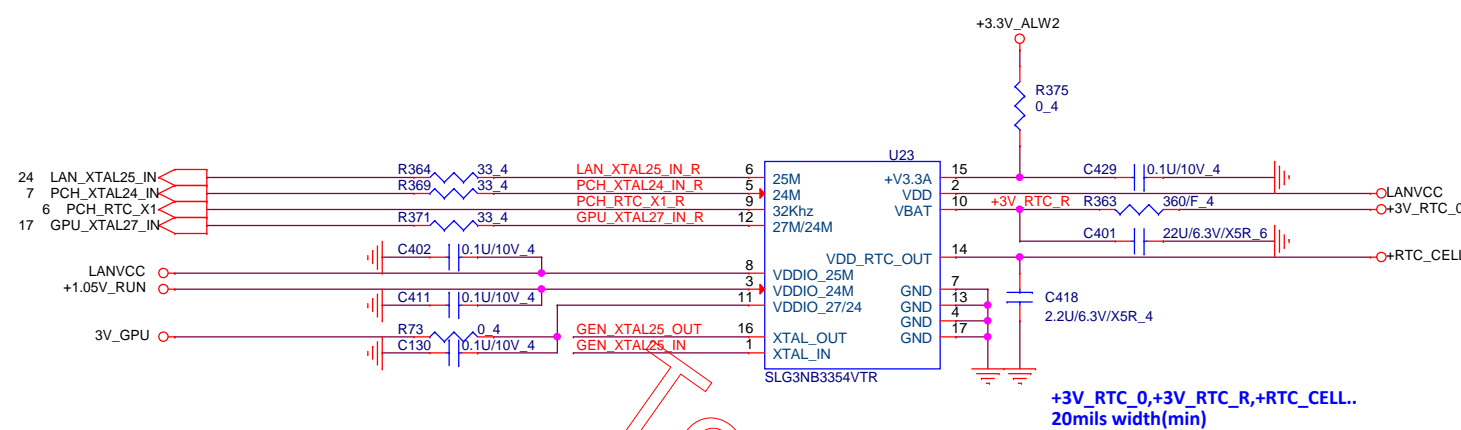 +3.3V_ALW2
R375
0_4
U23
24 LAN_XTAL25_IN R364 33_4 LAN_XTAL25_IN_R 6 25M +V3.3A 15 C429 0.1U/10V_4
7 PCH_XTAL24_IN R369 33_4 PCH_XTAL24_IN_R 5 24M VDD 2 LANVCC
6 PCH_RTC_X1 PCH_RTC_X1_R 9 32Khz VBAT 10 +3V_RTC_R R363 360/F_4 +3V_RTC_0
17 GPU_XTAL27_IN R371 33_4 GPU_XTAL27_IN_R 12 27M/24M
C401 22U/6.3V/X5R_6
C402 0.1U/10V_4 VDD_RTC_OUT 14 +RTC_CELL
LANVCC 8 VDDIO_25M
+1.05V_RUN 3 VDDIO_24M GND 7
C411 0.1U/10V_4 11 VDDIO_27/24 GND 13
C418
GND 4
2.2U/6.3V/X5R_4
3V_GPU R73 0_4 GEN_XTAL25_OUT 16 XTAL_OUT GND 17
C130 0.1U/10V_4 GEN_XTAL25_IN 1 XTAL_IN
SLG3NB3354VTR
+3V_RTC_0,+3V_RTC_R,+RTC_CELL..
20mils width(min)